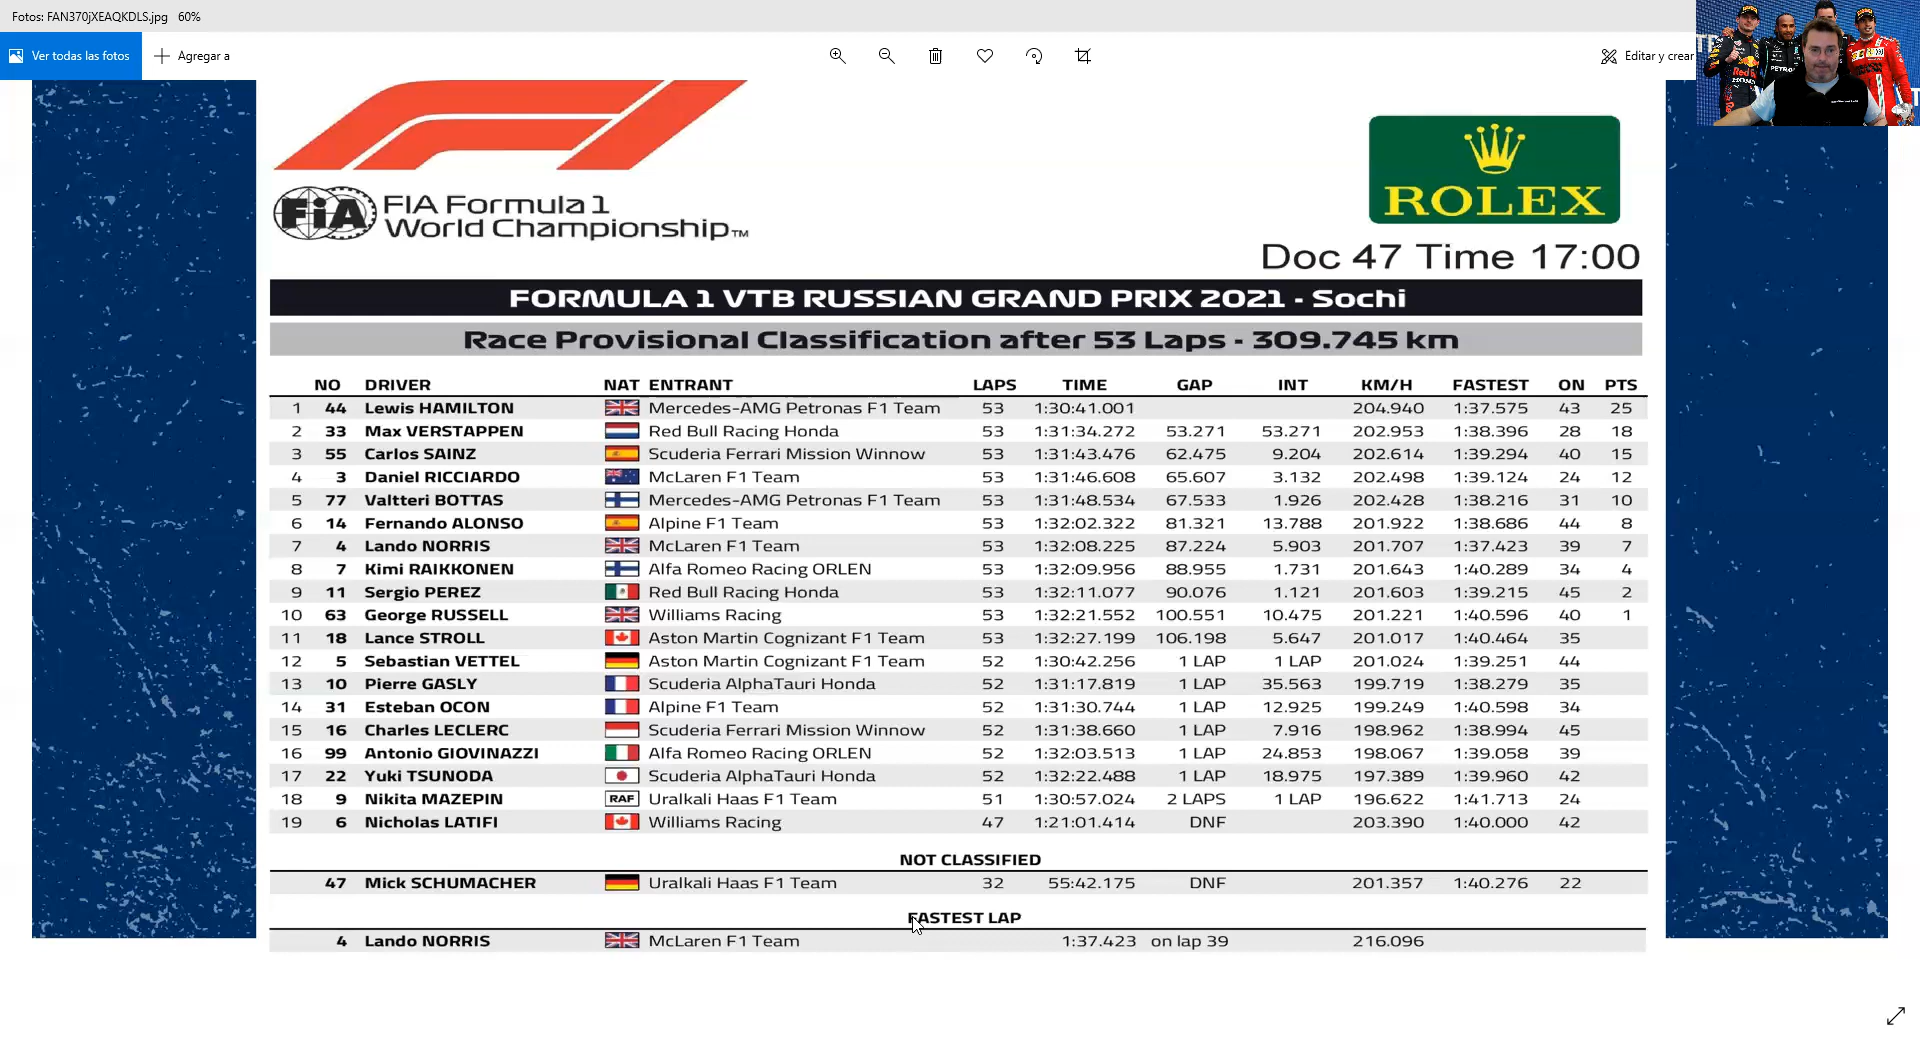 Fotos: FAN370jXEAQKDLS.jpg 60%
Ver todas las fotos Agregar a Editar y crear
FIA FIA Formula 1
World Championship™
ROLEX
Doc 47 Time 17:00
FORMULA 1 VTB RUSSIAN GRAND PRIX 2021 - Sochi
Race Provisional Classification after 53 Laps - 309.745 km
NO DRIVER NAT ENTRANT LAPS TIME GAP INT KM/H FASTEST ON PTS
1 44 Lewis HAMILTON Mercedes-AMG Petronas F1 Team 53 1:30:41.001 204.940 1:37.575 43 25
2 33 Max VERSTAPPEN Red Bull Racing Honda 53 1:31:34.272 53.271 53.271 202.953 1:38.396 28 18
3 55 Carlos SAINZ Scuderia Ferrari Mission Winnow 53 1:31:43.476 62.475 9.204 202.614 1:39.294 40 15
4 3 Daniel RICCIARDO McLaren F1 Team 53 1:31:46.608 65.607 3.132 202.498 1:39.124 24 12
5 77 Valtteri BOTTAS Mercedes-AMG Petronas F1 Team 53 1:31:48.534 67.533 1.926 202.428 1:38.216 31 10
6 14 Fernando ALONSO Alpine F1 Team 53 1:32:02.322 81.321 13.788 201.922 1:38.686 44 8
7 4 Lando NORRIS McLaren F1 Team 53 1:32:08.225 87.224 5.903 201.707 1:37.423 39 7
8 7 Kimi RAIKKONEN Alfa Romeo Racing ORLEN 53 1:32:09.956 88.955 1.731 201.643 1:40.289 34 4
9 11 Sergio PEREZ Red Bull Racing Honda 53 1:32:11.077 90.076 1.121 201.603 1:39.215 45 2
10 63 George RUSSELL Williams Racing 53 1:32:21.552 100.551 10.475 201.221 1:40.596 40 1
11 18 Lance STROLL Aston Martin Cognizant F1 Team 53 1:32:27.199 106.198 5.647 201.017 1:40.464 35
12 5 Sebastian VETTEL Aston Martin Cognizant F1 Team 52 1:30:42.256 1 LAP 1 LAP 201.024 1:39.251 44
13 10 Pierre GASLY Scuderia AlphaTauri Honda 52 1:31:17.819 1 LAP 35.563 199.719 1:38.279 35
14 31 Esteban OCON Alpine F1 Team 52 1:31:30.744 1 LAP 12.925 199.249 1:40.598 34
15 16 Charles LECLERC Scuderia Ferrari Mission Winnow 52 1:31:38.660 1 LAP 7.916 198.962 1:38.994 45
16 99 Antonio GIOVINAZZI Alfa Romeo Racing ORLEN 52 1:32:03.513 1 LAP 24.853 198.067 1:39.058 39
17 22 Yuki TSUNODA Scuderia AlphaTauri Honda 52 1:32:22.488 1 LAP 18.975 197.389 1:39.960 42
18 9 Nikita MAZEPIN RAF Uralkali Haas F1 Team 51 1:30:57.024 2 LAPS 1 LAP 196.622 1:41.713 24
19 6 Nicholas LATIFI Williams Racing 47 1:21:01.414 DNF 203.390 1:40.000 42
NOT CLASSIFIED
47 Mick SCHUMACHER Uralkali Haas F1 Team 32 55:42.175 DNF 201.357 1:40.276 22
FASTEST LAP
4 Lando NORRIS McLaren F1 Team 1:37.423 on lap 39 216.096